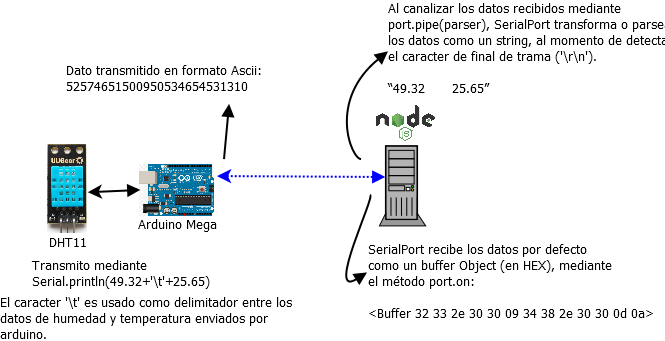 Al canalizar los datos recibidos mediante
port.pipe(parser), SerialPort transforma o parsea
los datos como un string, al momento de detecta
el caracter de final de trama ('\r\n').
"49.32 25.65"
node
Dato transmitido en formato Ascii:
52574651500950534654531310
UUGear
DHT11
Arduino Mega
Transmito mediante
Serial.println(49.32+'\t'+25.65)
El caracter '\t' es usado como delimitador entre los
datos de humedad y temperatura enviados por
arduino.
SerialPort recibe los datos por defecto
como un buffer Object (en HEX), mediante
el método port.on:
<Buffer 32 33 2e 30 30 09 34 38 2e 30 30 0d 0a>